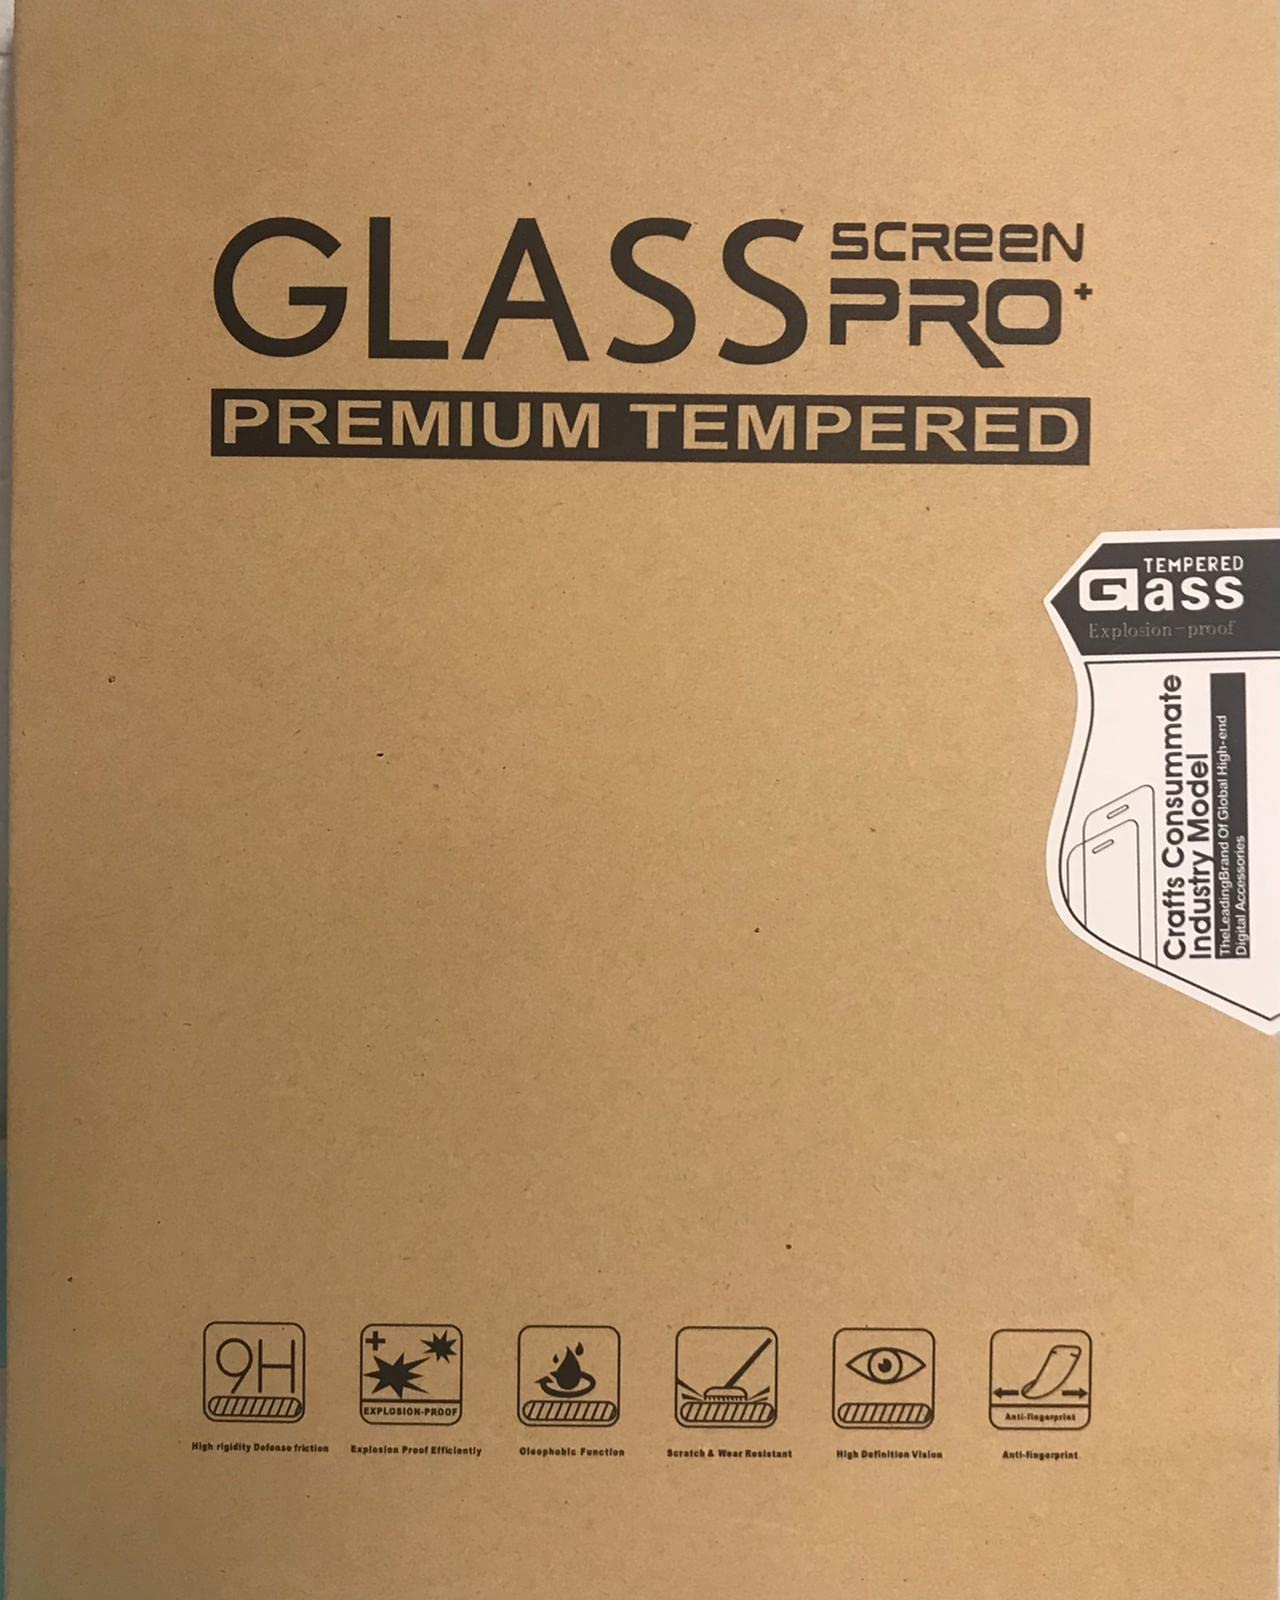 GLASS SCREEN
PRO+
PREMIUM TEMPERED
TEMPERED
Glass
Explosion-proof
Crafts Consummate
Industry Model
TheLeadingBrand Of Global High-end
Digital Accessories
9H
EXPLOSION-PROOF
Anti-fingerprint
High rigidity Defense friction
Explosion Proof Efficiently
Oleophobic Function
Scratch & Wear Resistant
High Definition Vision
Anti-fingerprint